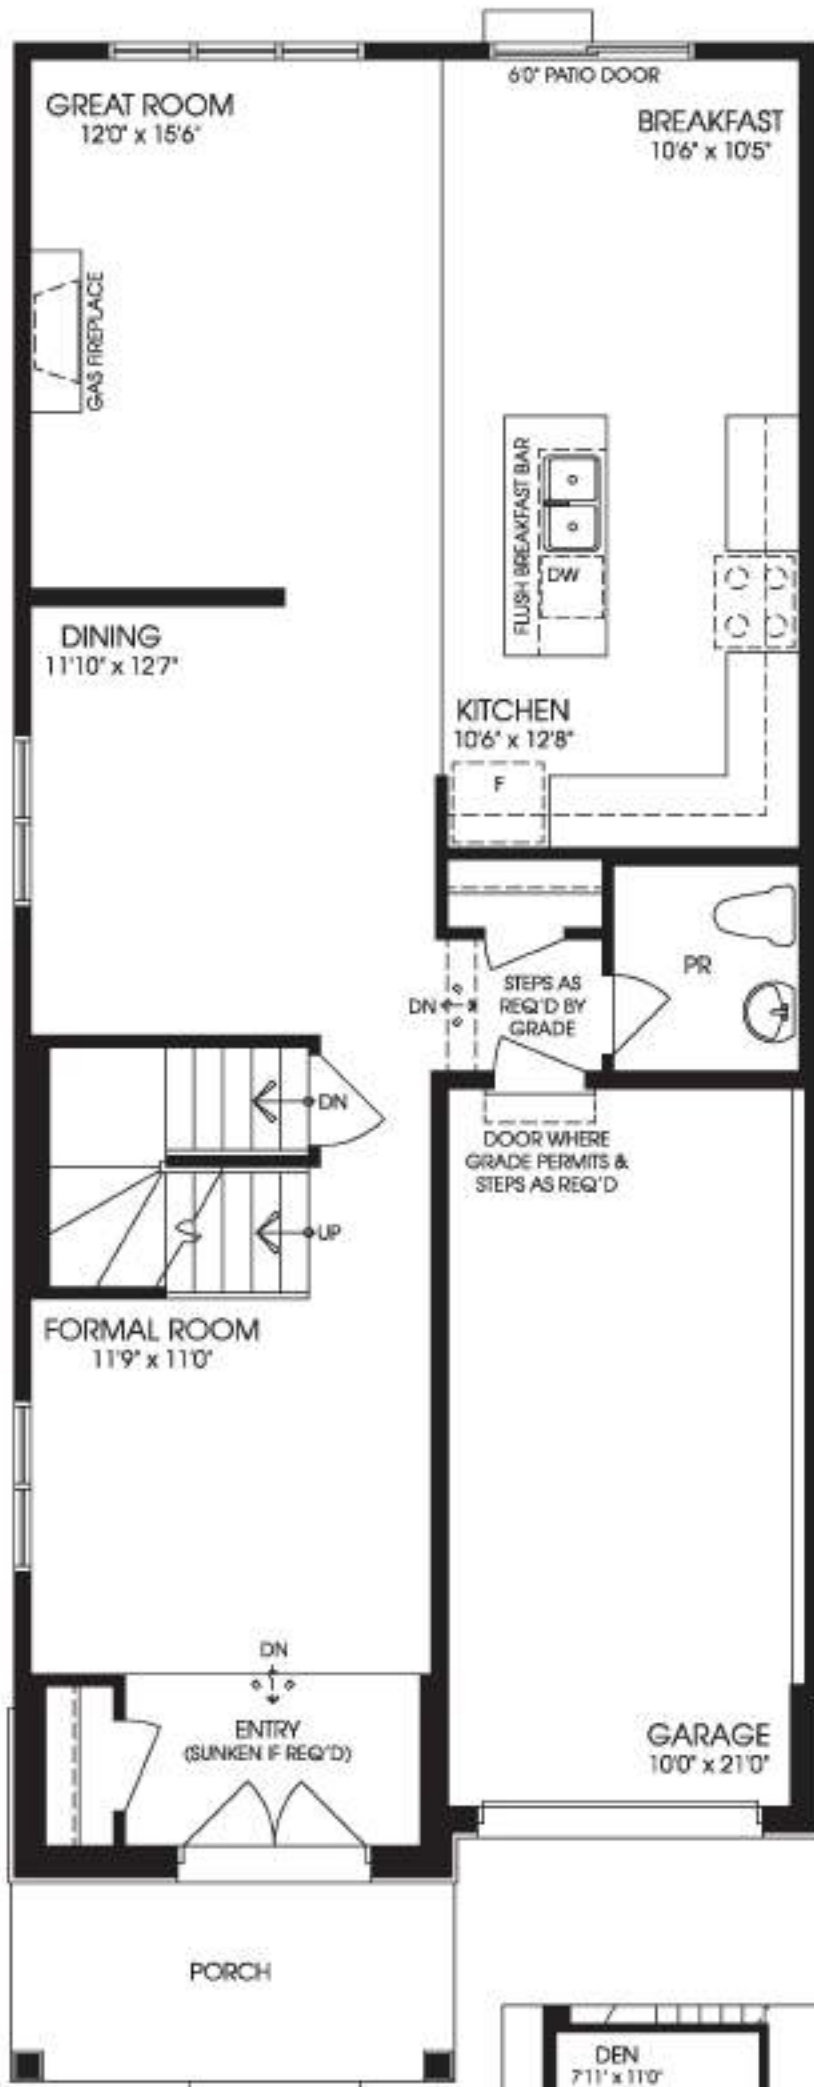 6'0" PATIO DOOR
GREAT ROOM
12'0" x 15'6"
BREAKFAST
10'6" x 10'5"
GAS FIREPLACE
FLUSH BREAKFAST BAR
DW
DINING
11'10" x 12'7"
KITCHEN
10'6" x 12'8"
F
PR
STEPS AS
REQ'D BY
GRADE
DN
DN
DOOR WHERE
GRADE PERMITS &
STEPS AS REQ'D
UP
FORMAL ROOM
11'9" x 11'0"
DN
ENTRY
(SUNKEN IF REQ'D)
GARAGE
10'0" x 21'0"
PORCH
DEN
7'11' x 11'0"